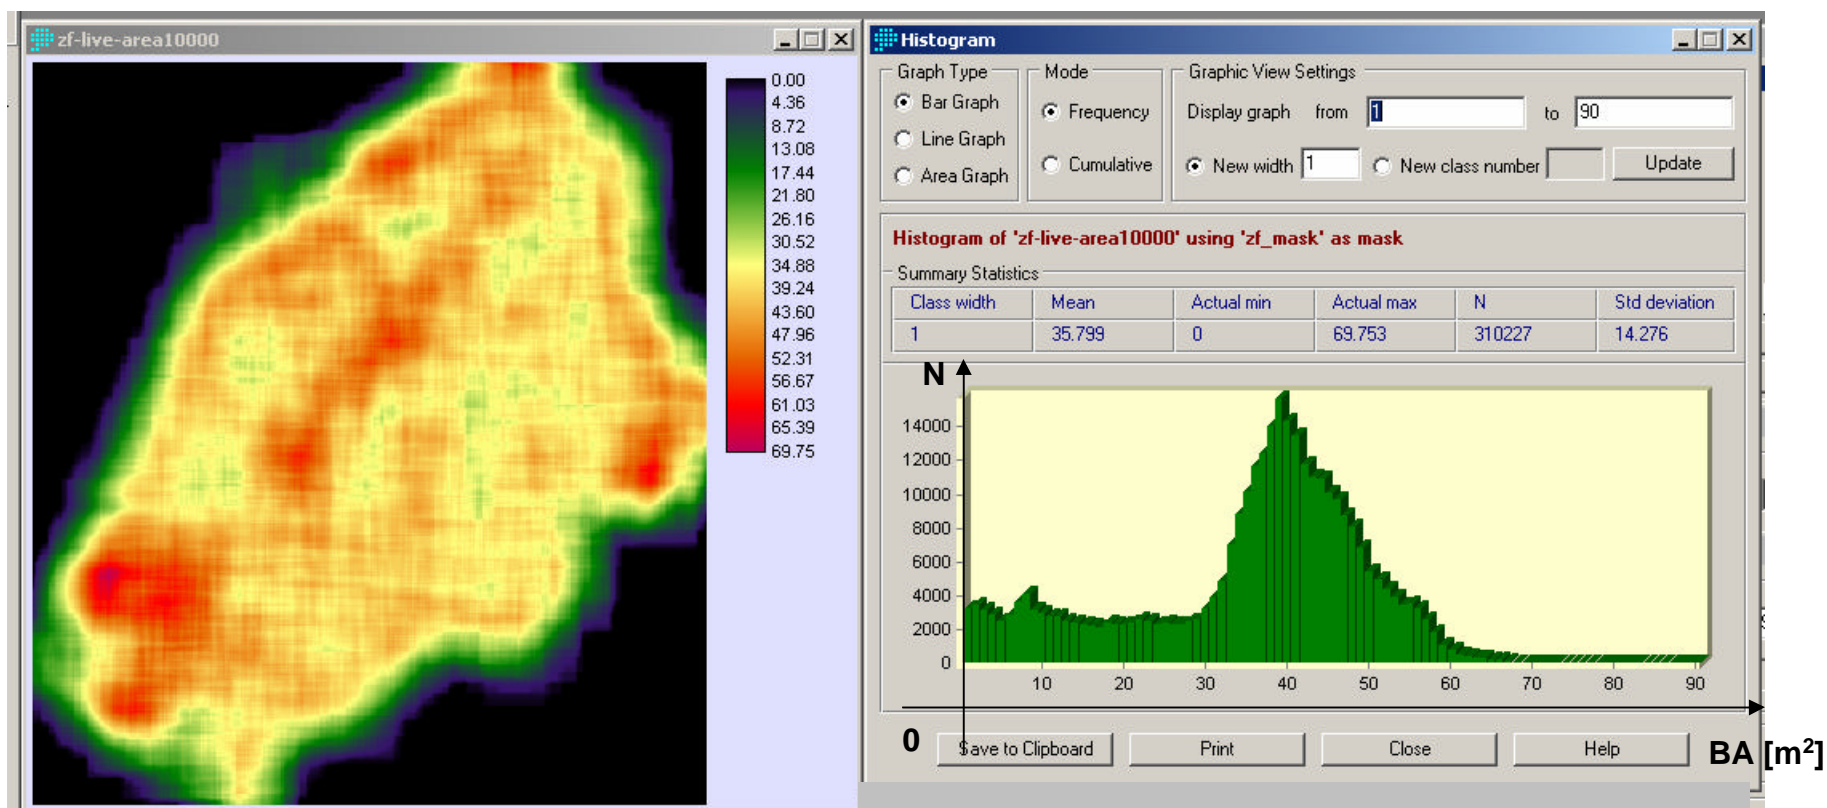 zf-live-area10000
0.00
4.36
8.72
13.08
17.44
21.80
26.16
30.52
34.88
39.24
43.60
47.96
52.31
56.67
61.03
65.39
69.75
Histogram
Graph Type
Bar Graph
Line Graph
Area Graph
Mode
Frequency
Cumulative
Graphic View Settings
Display graph from 1 to 90
New width 1 New class number Update
Histogram of 'zf-live-area10000' using 'zf_mask' as mask
Summary Statistics
Class width Mean Actual min Actual max N Std deviation
1 35.799 0 69.753 310227 14.276
N
14000
12000
10000
8000
6000
4000
2000
0
10 20 30 40 50 60 70 80 90
0 BA [m²]
Save to Clipboard Print Close Help